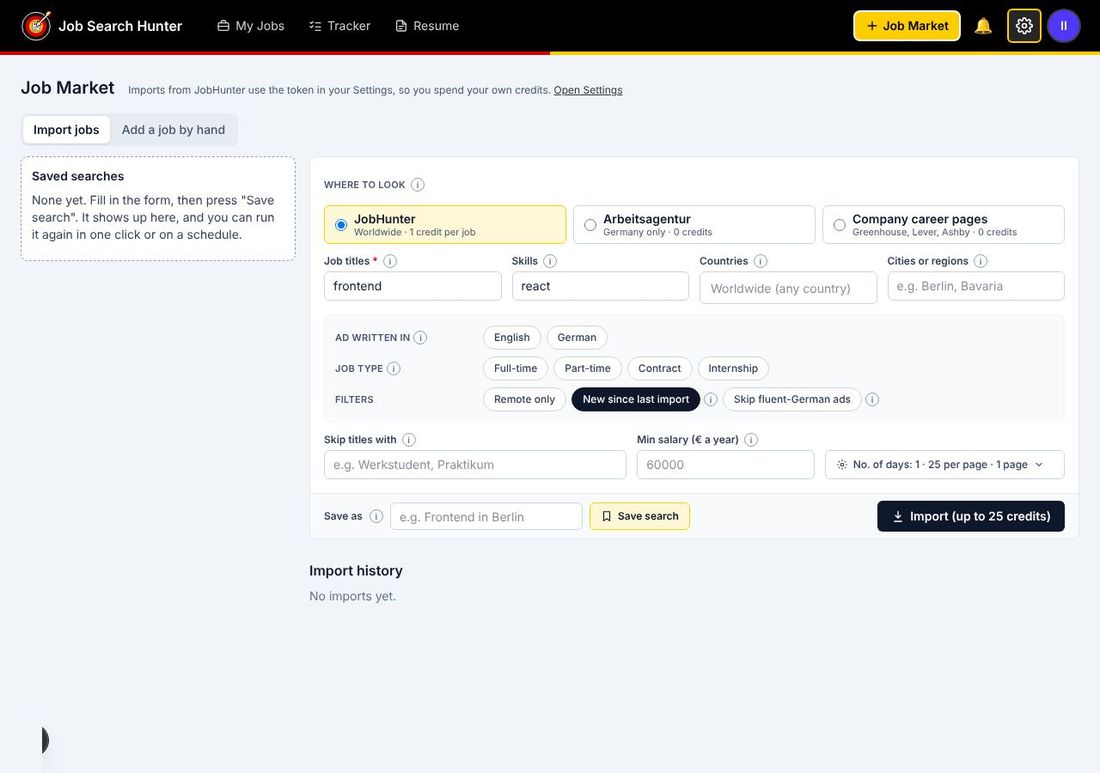 Job Search Hunter
My Jobs
Tracker
Resume
+ Job Market
II
Job Market
Imports from JobHunter use the token in your Settings, so you spend your own credits. Open Settings
Import jobs
Add a job by hand
Saved searches
None yet. Fill in the form, then press "Save
search". It shows up here, and you can run
it again in one click or on a schedule.
WHERE TO LOOK
JobHunter
Worldwide · 1 credit per job
Arbeitsagentur
Germany only · 0 credits
Company career pages
Greenhouse, Lever, Ashby · 0 credits
Job titles *
Skills
Countries
Cities or regions
frontend
react
Worldwide (any country)
e.g. Berlin, Bavaria
AD WRITTEN IN
English
German
JOB TYPE
Full-time
Part-time
Contract
Internship
FILTERS
Remote only
New since last import
Skip fluent-German ads
Skip titles with
Min salary (€ a year)
e.g. Werkstudent, Praktikum
60000
No. of days: 1 · 25 per page · 1 page
Save as
e.g. Frontend in Berlin
Save search
Import (up to 25 credits)
Import history
No imports yet.